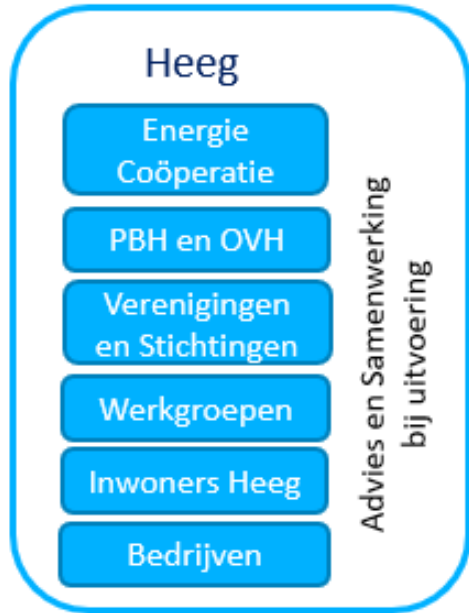 Heeg
Energie
Coöperatie
PBH en OVH
Verenigingen
en Stichtingen
Werkgroepen
Inwoners Heeg
Bedrijven
Advies en Samenwerking
bij uitvoering